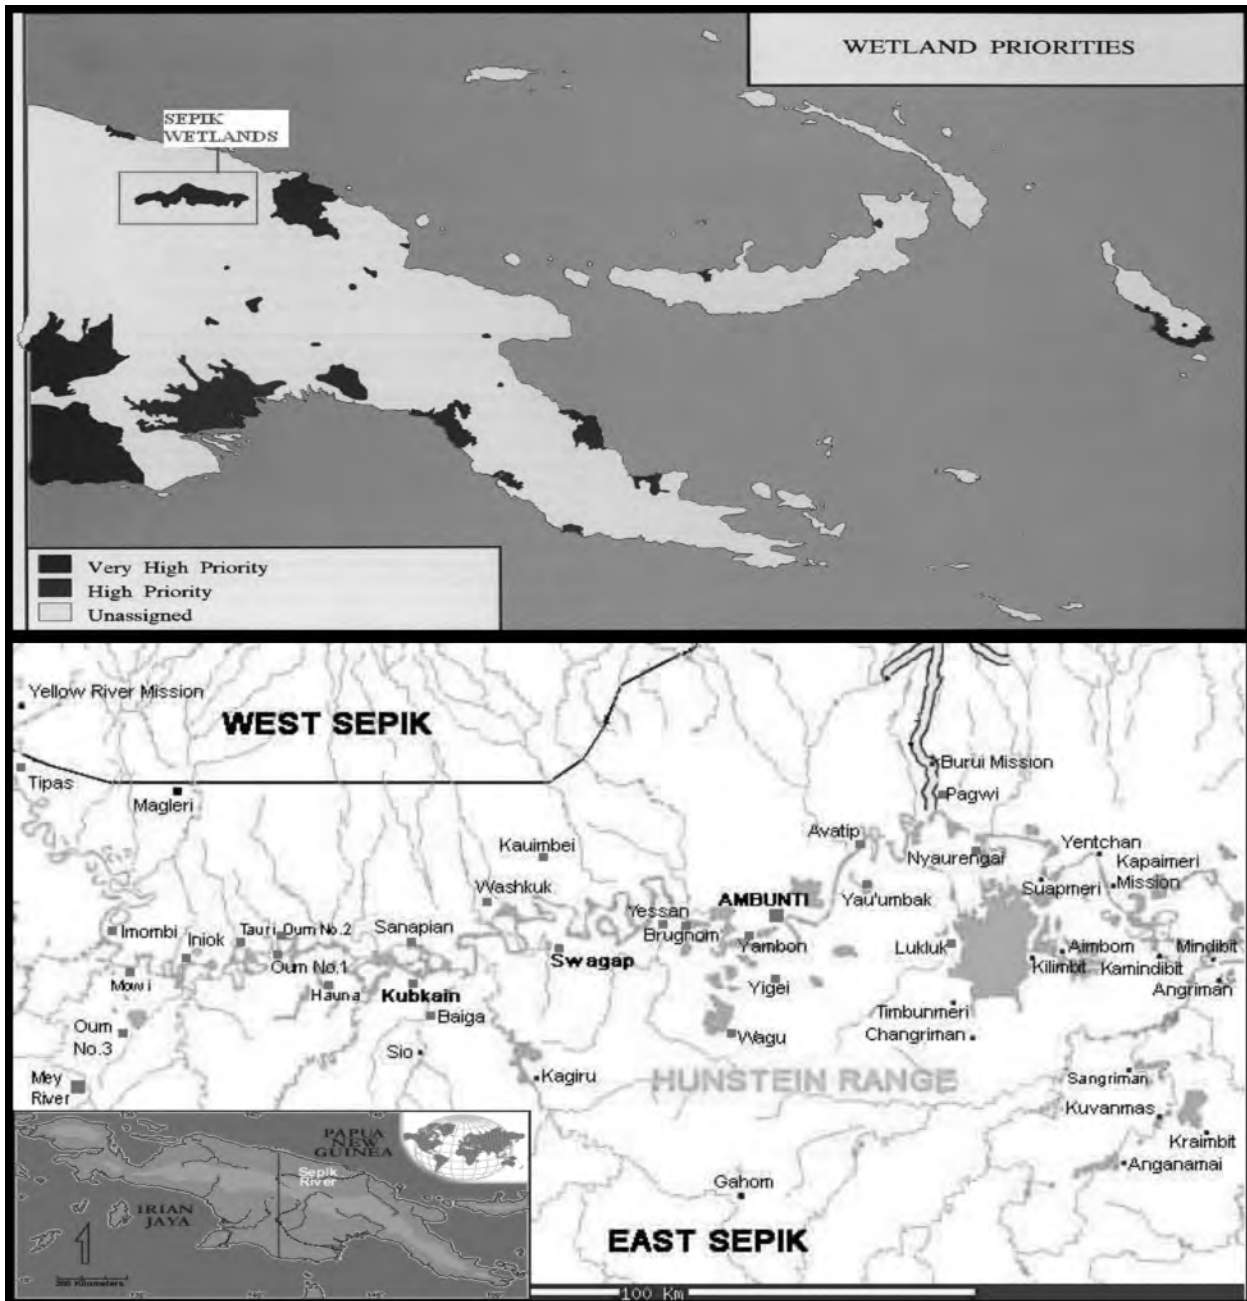 WETLAND PRIORITIES
SEPIK
WETLANDS
Very High Priority
High Priority
Unassigned
Yellow River Mission
WEST SEPIK
Burui Mission
Tipas
Magleri
Pagwi
Avatip
Yentchan
Kauimbei
Nyaurengai
Kapaimeri
Mission
Washkuk
Suapmeri
AMBUNTI
Yau'umbak
Imombi
Iniok
Tauri
Oum No.2
Sanapian
Yessan
Brugnom
Yambon
Lukluk
Aimbom
Mindibit
Mowi
Oum No.1
Swagap
Kilimbit
Kamindibit
Hauna
Kubkain
Yigei
Angriman
Baiga
Timbunmeri
Oum
No.3
Wagu
Changriman
Sio
Mey
River
Kagiru
HUNSTEIN RANGE
Sangriman
Kuvanmas
Kraimbit
PAPUA
NEW
GUINEA
Sepik
River
Anganamai
IRIAN
JAYA
Gahom
EAST SEPIK
100 Km